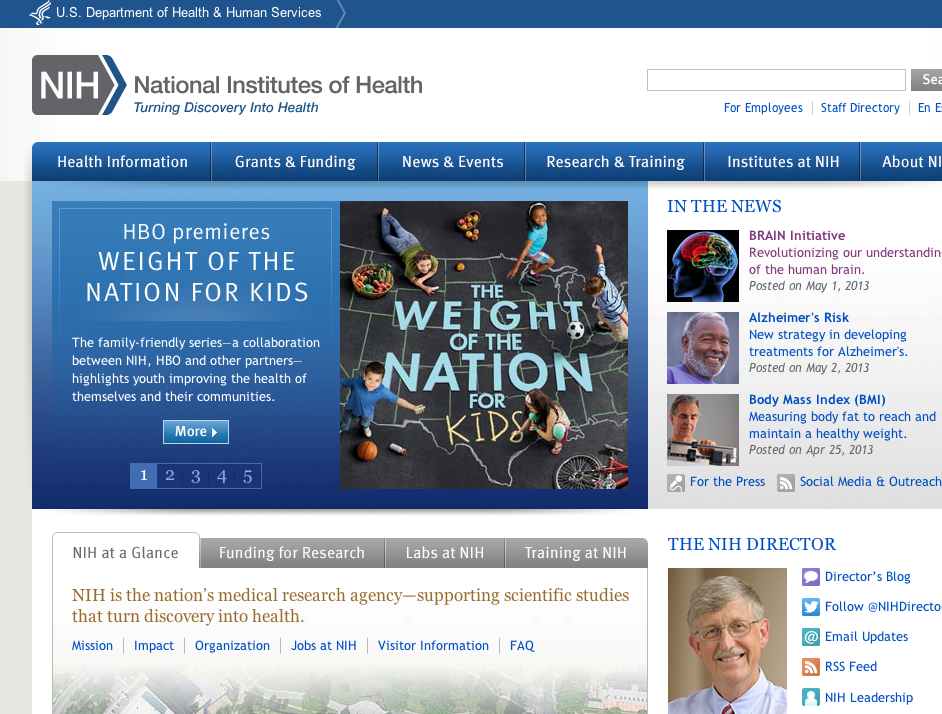 U.S. Department of Health & Human Services
NIH
National Institutes of Health
Turning Discovery Into Health
Sea
For Employees
Staff Directory
En Es
Health Information
Grants & Funding
News & Events
Research & Training
Institutes at NIH
About NI
HBO premieres
WEIGHT OF THE
NATION FOR KIDS
The family-friendly series—a collaboration
between NIH, HBO and other partners—
highlights youth improving the health of
themselves and their communities.
More
1 2 3 4 5
THE
WEIGHT
OF THE
NATION
FOR
KIDS
IN THE NEWS
BRAIN Initiative
Revolutionizing our understanding
of the human brain.
Posted on May 1, 2013
Alzheimer's Risk
New strategy in developing
treatments for Alzheimer's.
Posted on May 2, 2013
Body Mass Index (BMI)
Measuring body fat to reach and
maintain a healthy weight.
Posted on Apr 25, 2013
For the Press
Social Media & Outreach
NIH at a Glance
Funding for Research
Labs at NIH
Training at NIH
NIH is the nation's medical research agency—supporting scientific studies
that turn discovery into health.
Mission
Impact
Organization
Jobs at NIH
Visitor Information
FAQ
THE NIH DIRECTOR
Director's Blog
Follow @NIHDirecto
Email Updates
RSS Feed
NIH Leadership